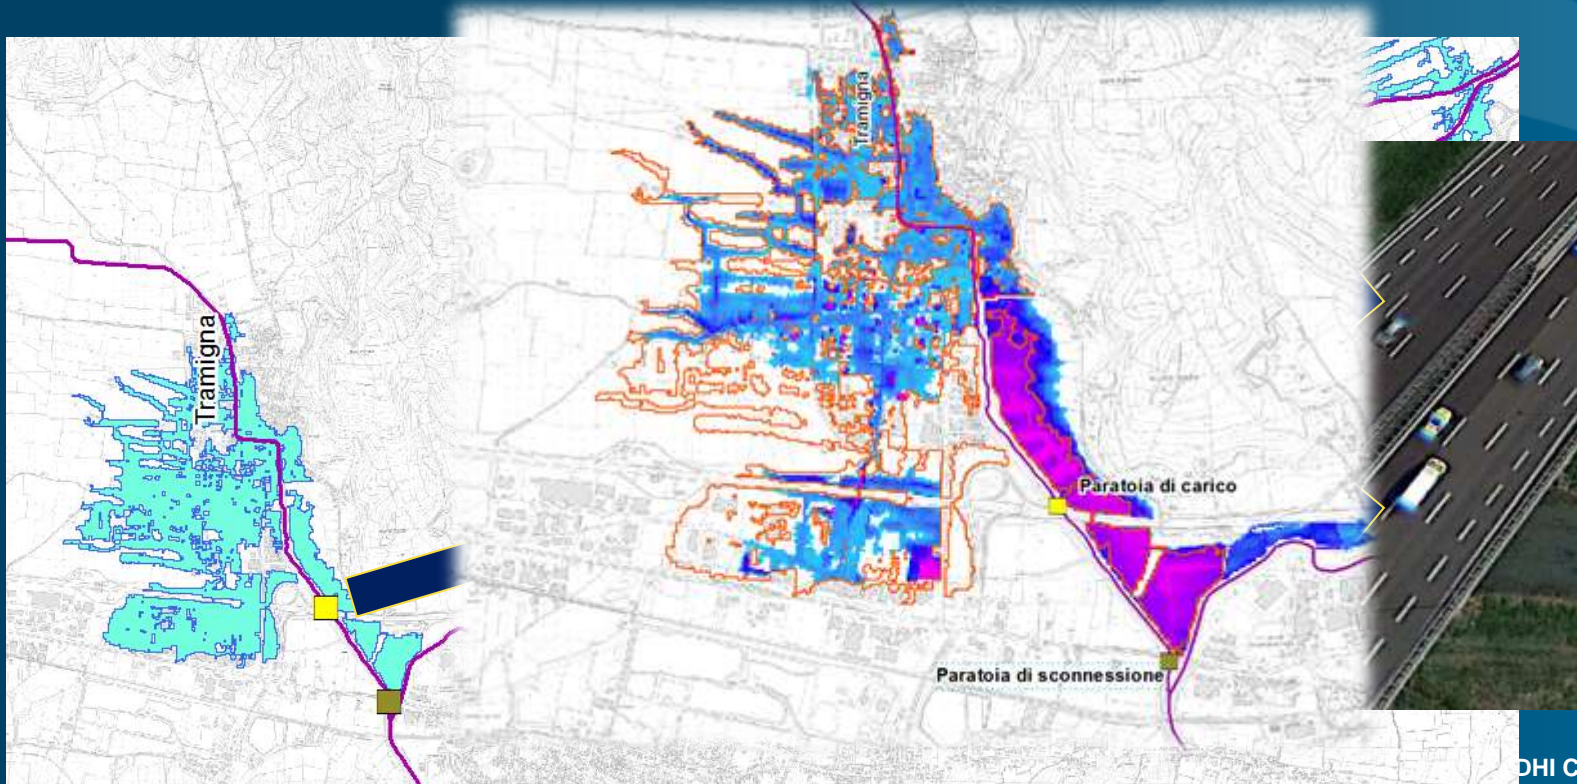 Tramigna
Tramigna
Paratoia di carico
Paratoia di sconnessione
DHI C